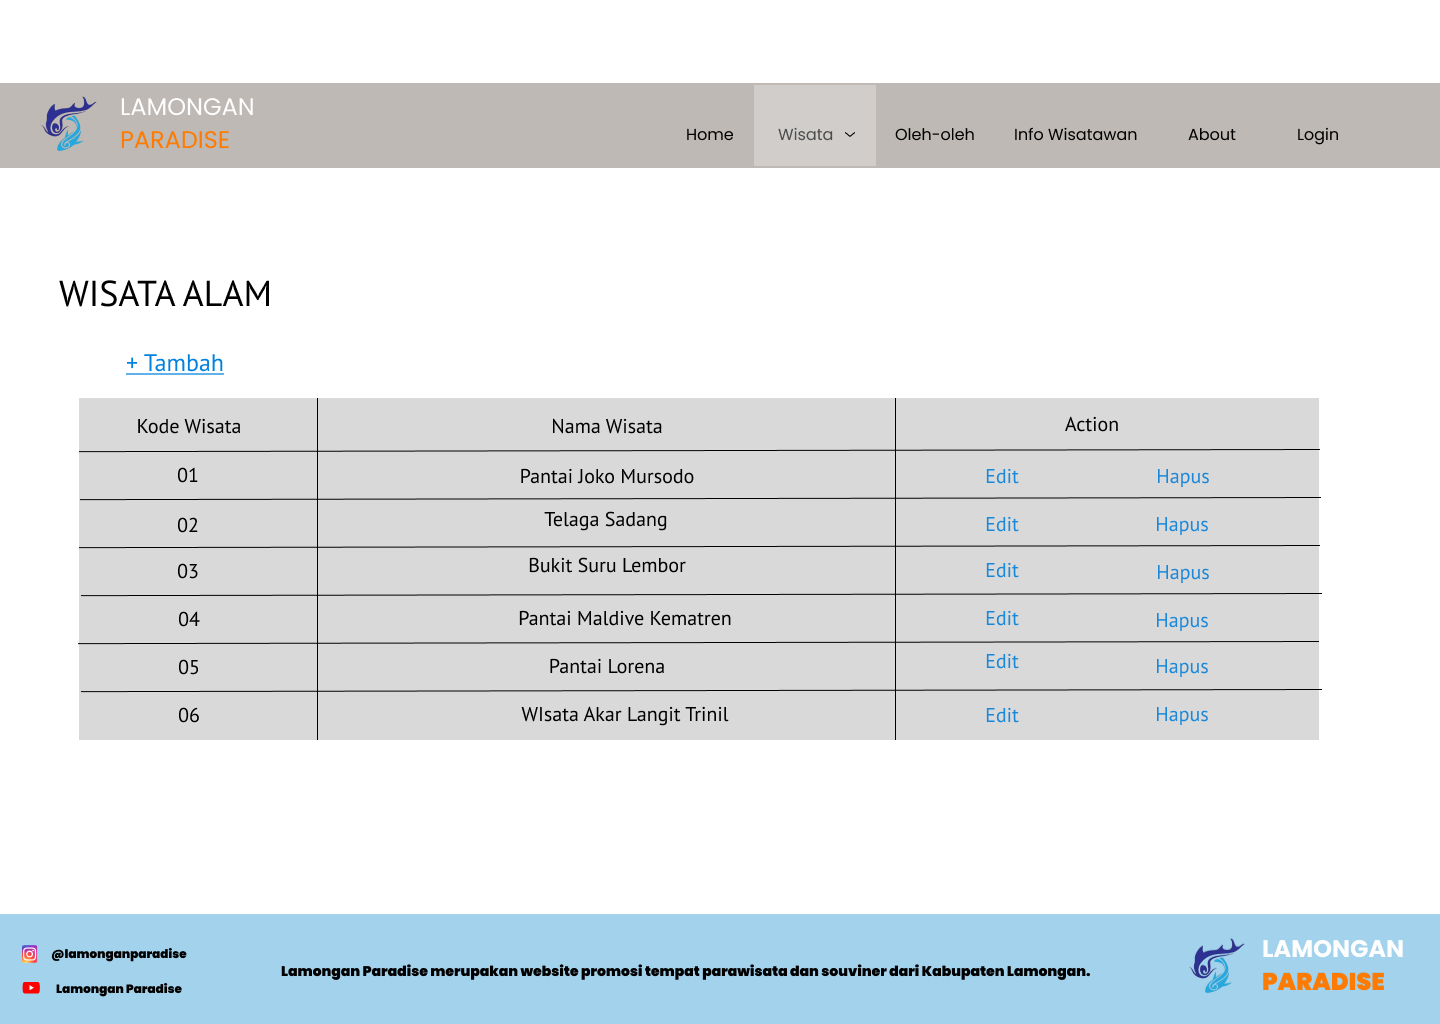 LAMONGAN
PARADISE
Home Wisata Oleh-oleh Info Wisatawan About Login
WISATA ALAM
+ Tambah
Kode Wisata Nama Wisata Action
01 Pantai Joko Mursodo Edit Hapus
02 Telaga Sadang Edit Hapus
03 Bukit Suru Lembor Edit Hapus
04 Pantai Maldive Kematren Edit Hapus
05 Pantai Lorena Edit Hapus
06 WIsata Akar Langit Trinil Edit Hapus
@lamonganparadise
Lamongan Paradise
Lamongan Paradise merupakan website promosi tempat parawisata dan souviner dari Kabupaten Lamongan.
LAMONGAN
PARADISE